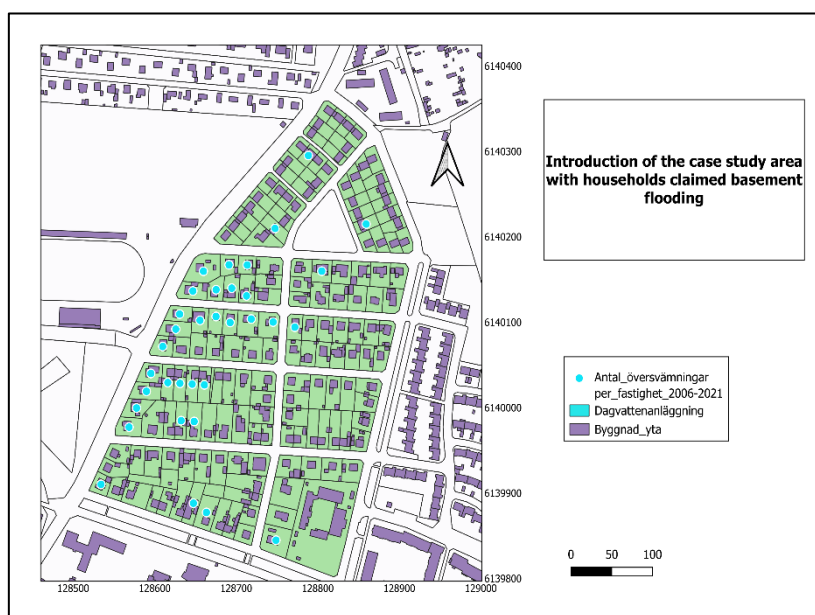 6140400
6140300
6140200
6140100
6140000
6139900
6139800
128500
128600
128700
128800
128900
129000
Introduction of the case study area
with households claimed basement
flooding
Antal_översvämningar
per_fastighet_2006-2021
Dagvattenanläggning
Byggnad_yta
0 50 100